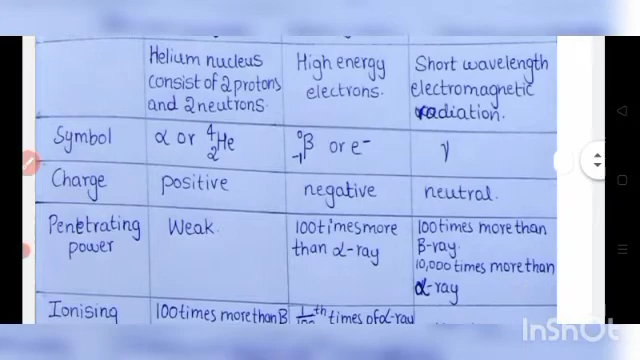 Helium nucleus
consist of 2 protons
and 2 neutrons.
High energy
electrons.
Short wavelength
electromagnetic
radiation.
Symbol
α or ⁴₂He
⁰₋₁β or e⁻
γ
Charge
positive
negative
neutral.
Penetrating
power
Weak.
100 times more
than α-ray
100 times more than
β-ray.
10,000 times more than
α-ray
Ionising
100 times more than β
th times of α-ray
InShOt